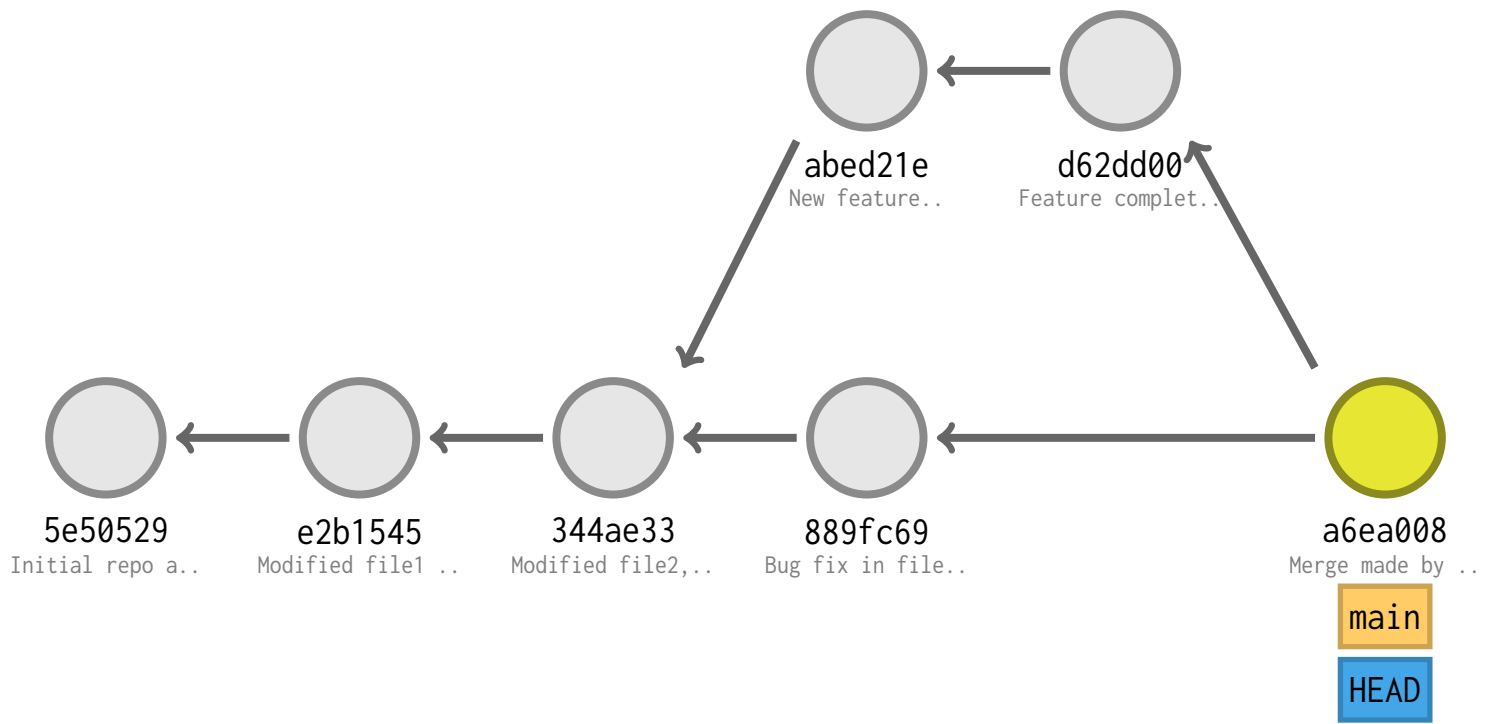 abed21e
New feature..
d62dd00
Feature complet..
5e50529
Initial repo a..
e2b1545
Modified file1 ..
344ae33
Modified file2,..
889fc69
Bug fix in file..
a6ea008
Merge made by ..
main
HEAD